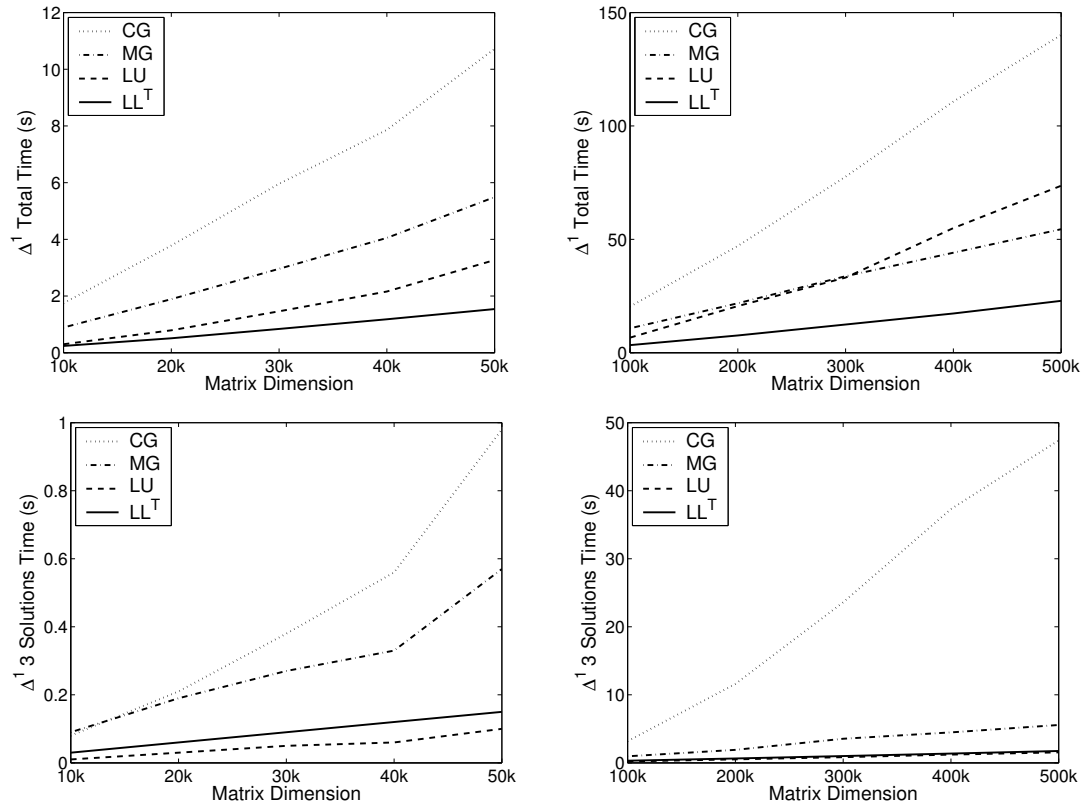 12
10
8
6
4
2
0
Δ¹ Total Time (s)
CG
MG
LU
LLᵀ
10k 20k 30k 40k 50k
Matrix Dimension
150
100
50
0
Δ¹ Total Time (s)
CG
MG
LU
LLᵀ
100k 200k 300k 400k 500k
Matrix Dimension
1
0.8
0.6
0.4
0.2
0
Δ¹ 3 Solutions Time (s)
CG
MG
LU
LLᵀ
10k 20k 30k 40k 50k
Matrix Dimension
50
40
30
20
10
0
Δ¹ 3 Solutions Time (s)
CG
MG
LU
LLᵀ
100k 200k 300k 400k 500k
Matrix Dimension